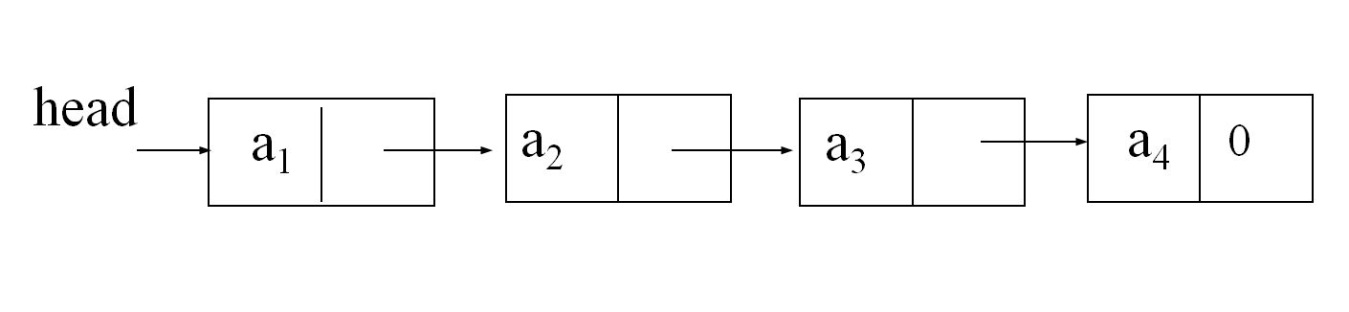 head
a₁ a₂ a₃ a₄ 0